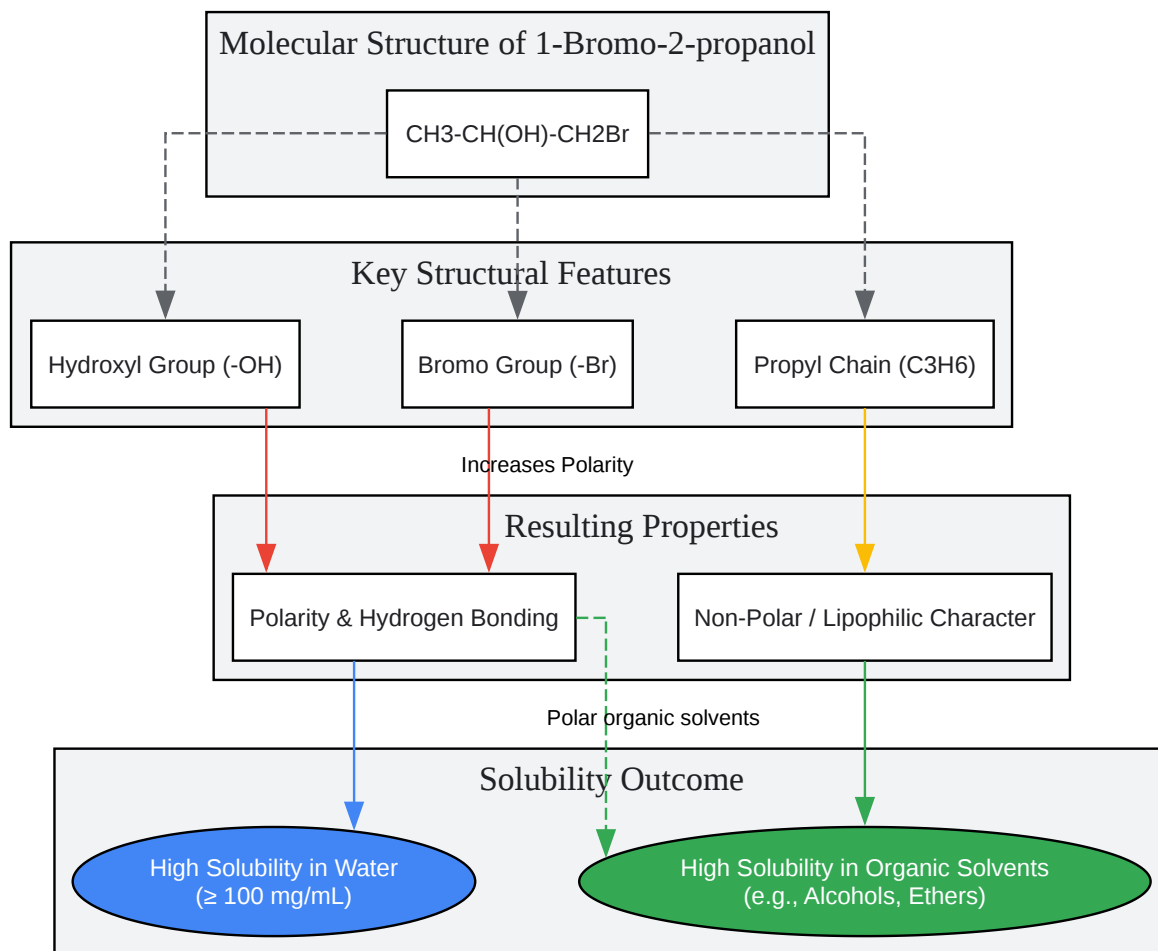 Molecular Structure of 1-Bromo-2-propanol
CH3-CH(OH)-CH2Br
Key Structural Features
Hydroxyl Group (-OH)
Bromo Group (-Br)
Propyl Chain (C3H6)
Increases Polarity
Resulting Properties
Polarity & Hydrogen Bonding
Non-Polar / Lipophilic Character
Polar organic solvents
Solubility Outcome
High Solubility in Water
(≥ 100 mg/mL)
High Solubility in Organic Solvents
(e.g., Alcohols, Ethers)